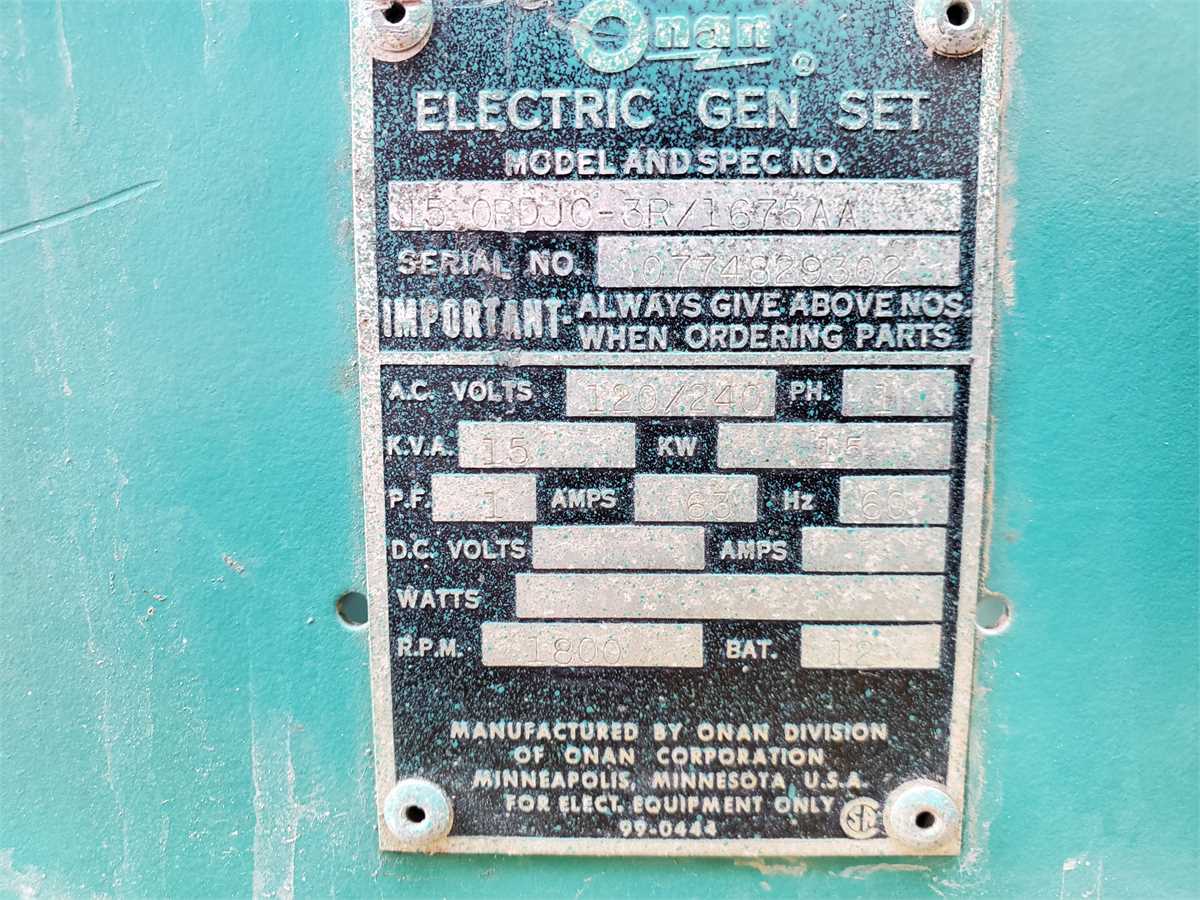 Onan ®
ELECTRIC GEN SET
MODEL AND SPEC NO.
15.0RDJC-3R/1675AA
SERIAL NO. 0774829302
IMPORTANT- ALWAYS GIVE ABOVE NOS.
WHEN ORDERING PARTS
A.C. VOLTS 120/240 PH. 1
K.V.A. 15 KW 15
P.F. 1 AMPS 63 Hz 60
D.C. VOLTS AMPS
WATTS
R.P.M. 1800 BAT. 12
MANUFACTURED BY ONAN DIVISION
OF ONAN CORPORATION
MINNEAPOLIS, MINNESOTA U.S.A.
FOR ELECT. EQUIPMENT ONLY
99-0444 SA